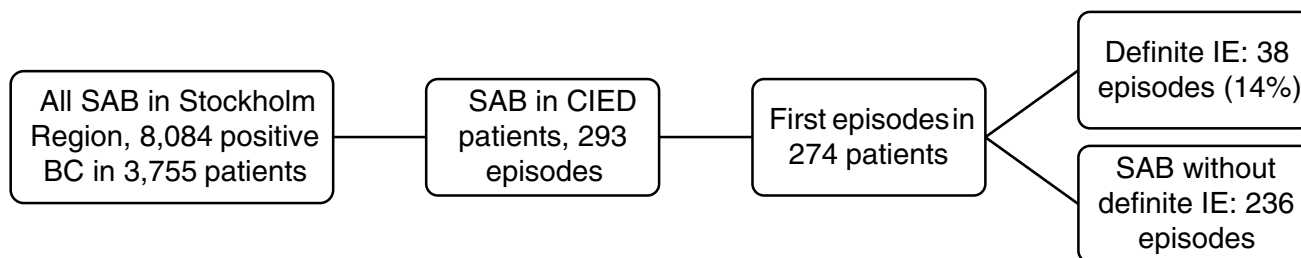 All SAB in Stockholm
Region, 8,084 positive
BC in 3,755 patients
SAB in CIED
patients, 293
episodes
First episodes in
274 patients
Definite IE: 38
episodes (14%)
SAB without
definite IE: 236
episodes